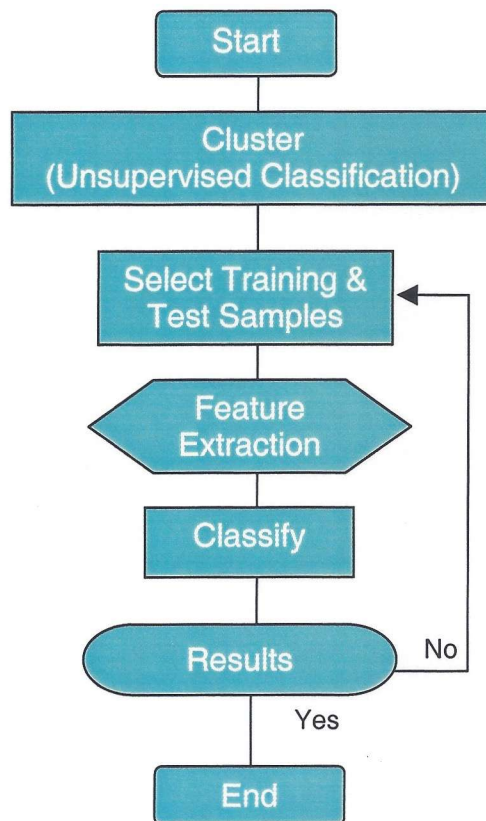 Start
Cluster
(Unsupervised Classification)
Select Training &
Test Samples
Feature
Extraction
Classify
Results
No
Yes
End